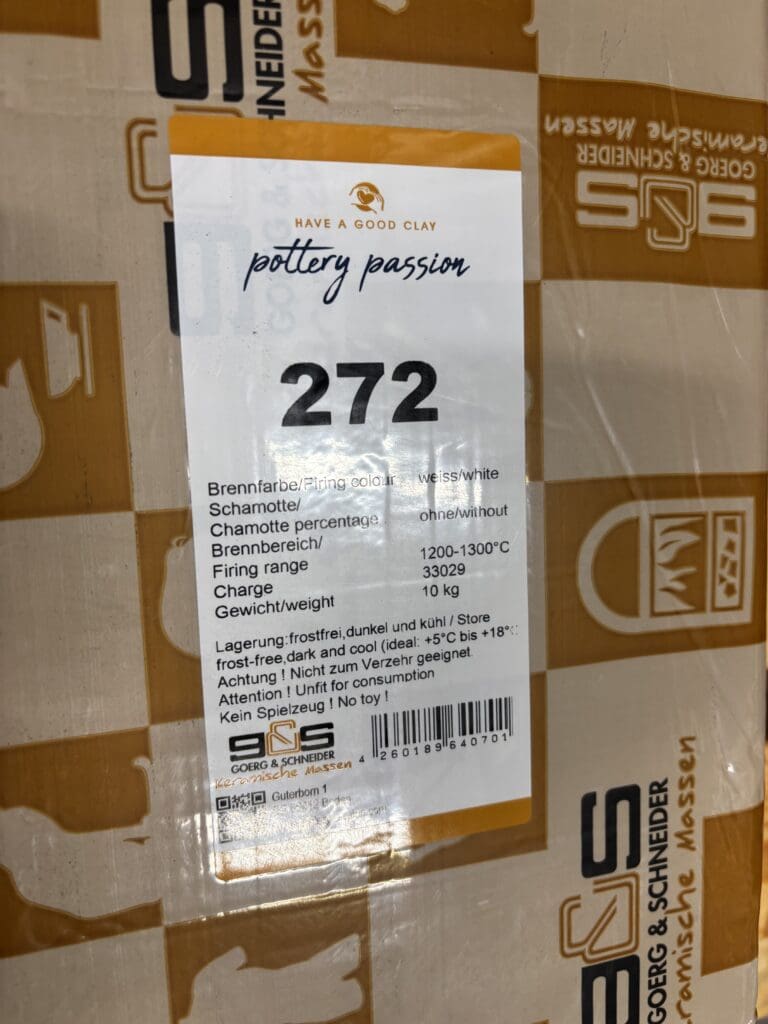 HAVE A GOOD CLAY
pottery passion
272
Brennfarbe/Firing colour weiss/white
Schamotte/
Chamotte percentage ohne/without
Brennbereich/
Firing range 1200-1300°C
Charge 33029
Gewicht/weight 10 kg
Lagerung:frostfrei,dunkel und kühl / Store
frost-free,dark and cool (ideal: +5°C bis +18°
Achtung ! Nicht zum Verzehr geeignet
Attention ! Unfit for consumption
Kein Spielzeug ! No toy !
g&s
GOERG & SCHNEIDER
Keramische Massen
4 260189 640701
Guterborn 1
g&s
GOERG & SCHNEIDER
Keramische Massen
g&s
GOERG & SCHNEIDER
Keramische Massen